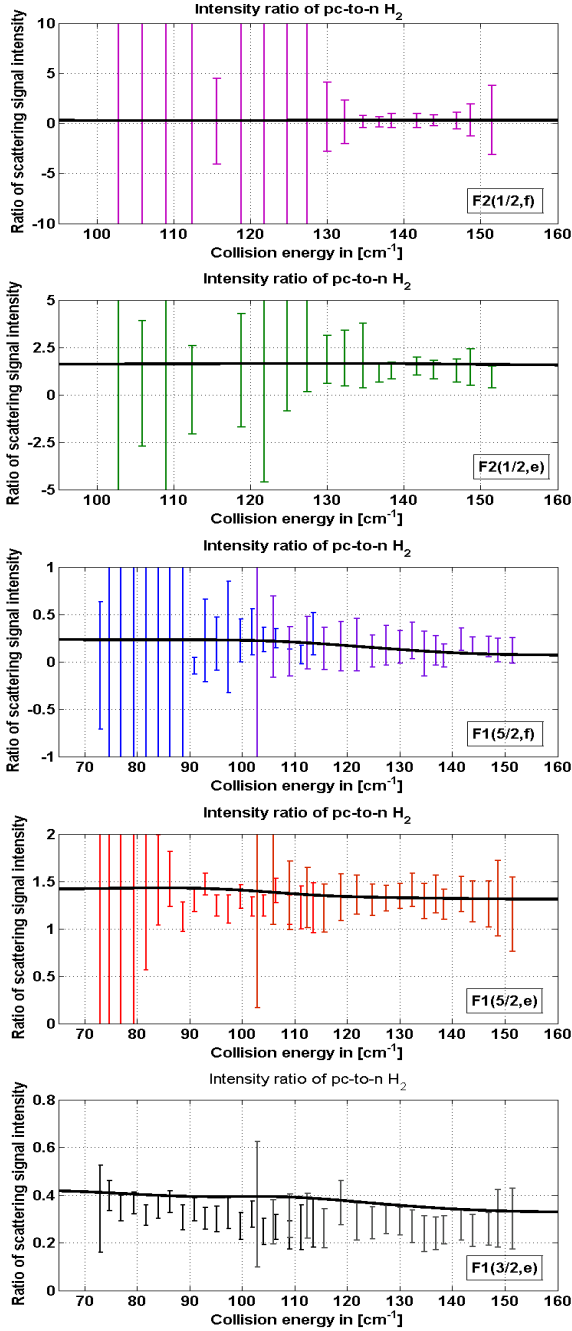 Intensity ratio of pc-to-n H2
Ratio of scattering signal intensity
10
5
0
-5
-10
F2(1/2,f)
100 110 120 130 140 150 160
Collision energy in [cm-1]
Intensity ratio of pc-to-n H2
Ratio of scattering signal intensity
5
2.5
0
-2.5
-5
F2(1/2,e)
100 110 120 130 140 150 160
Collision energy in [cm-1]
Intensity ratio of pc-to-n H2
Ratio of scattering signal intensity
1
0.5
0
-0.5
-1
F1(5/2,f)
70 80 90 100 110 120 130 140 150 160
Collision energy in [cm-1]
Intensity ratio of pc-to-n H2
Ratio of scattering signal intensity
2
1.5
1
0.5
0
F1(5/2,e)
70 80 90 100 110 120 130 140 150 160
Collision energy in [cm-1]
Intensity ratio of pc-to-n H2
Ratio of scattering signal intensity
0.8
0.6
0.4
0.2
0
F1(3/2,e)
70 80 90 100 110 120 130 140 150 160
Collision energy in [cm-1]